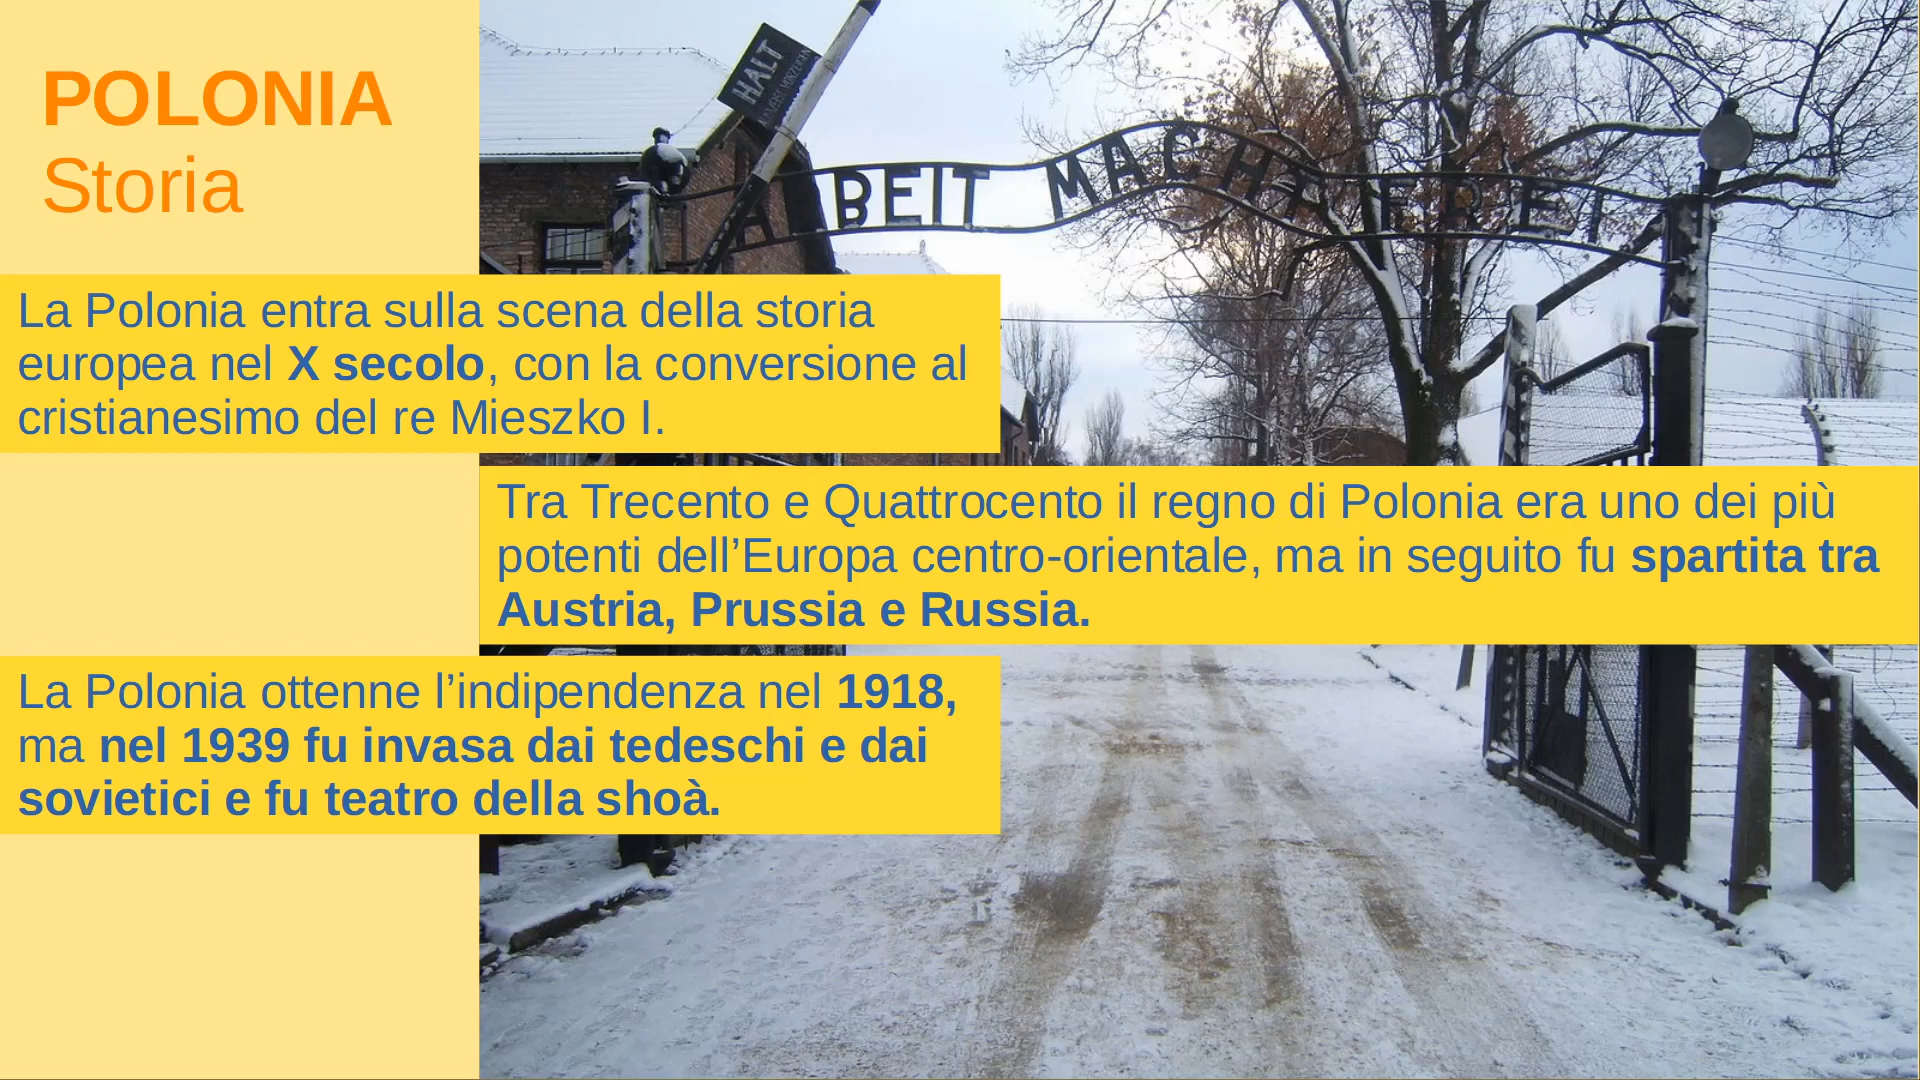 POLONIA
Storia
HALT
ARBEIT MACHT FREI
La Polonia entra sulla scena della storia
europea nel X secolo, con la conversione al
cristianesimo del re Mieszko I.
Tra Trecento e Quattrocento il regno di Polonia era uno dei più
potenti dell’Europa centro-orientale, ma in seguito fu spartita tra
Austria, Prussia e Russia.
La Polonia ottenne l’indipendenza nel 1918,
ma nel 1939 fu invasa dai tedeschi e dai
sovietici e fu teatro della shoà.